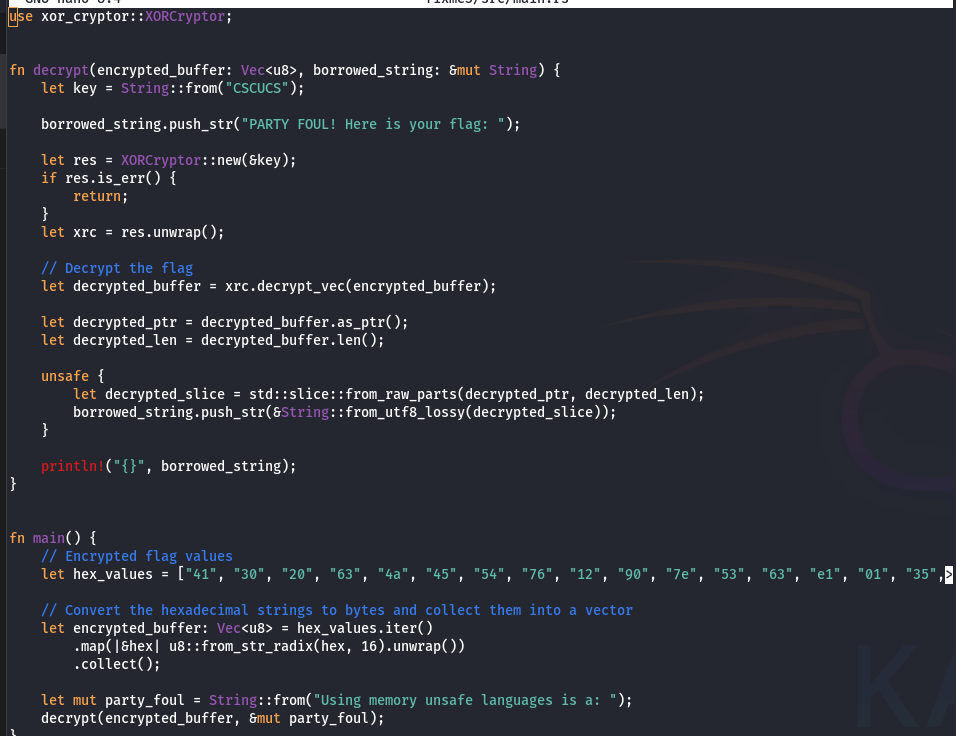 use xor_cryptor::XORCryptor;
fn decrypt(encrypted_buffer: Vec<u8>, borrowed_string: &mut String) {
    let key = String::from("CSCUCS");
    borrowed_string.push_str("PARTY FOUL! Here is your flag: ");
    let res = XORCryptor::new(&key);
    if res.is_err() {
        return;
    }
    let xrc = res.unwrap();
    // Decrypt the flag
    let decrypted_buffer = xrc.decrypt_vec(encrypted_buffer);
    let decrypted_ptr = decrypted_buffer.as_ptr();
    let decrypted_len = decrypted_buffer.len();
    unsafe {
        let decrypted_slice = std::slice::from_raw_parts(decrypted_ptr, decrypted_len);
        borrowed_string.push_str(&String::from_utf8_lossy(decrypted_slice));
    }
    println!("{}", borrowed_string);
}
fn main() {
    // Encrypted flag values
    let hex_values = ["41", "30", "20", "63", "4a", "45", "54", "76", "12", "90", "7e", "53", "63", "e1", "01", "35",>
    // Convert the hexadecimal strings to bytes and collect them into a vector
    let encrypted_buffer: Vec<u8> = hex_values.iter()
        .map(|&hex| u8::from_str_radix(hex, 16).unwrap())
        .collect();
    let mut party_foul = String::from("Using memory unsafe languages is a: ");
    decrypt(encrypted_buffer, &mut party_foul);
}
KA